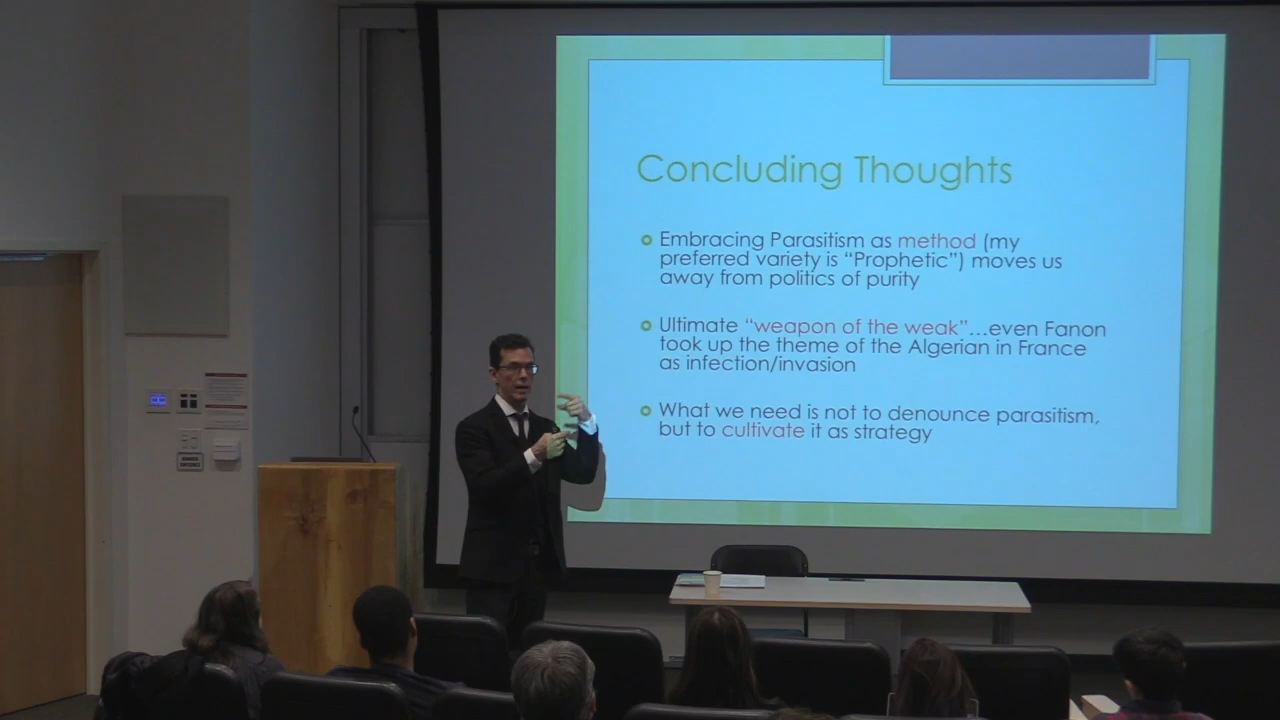 Concluding Thoughts
Embracing Parasitism as method (my
preferred variety is “Prophetic”) moves us
away from politics of purity
Ultimate “weapon of the weak”...even Fanon
took up the theme of the Algerian in France
as infection/invasion
What we need is not to denounce parasitism,
but to cultivate it as strategy